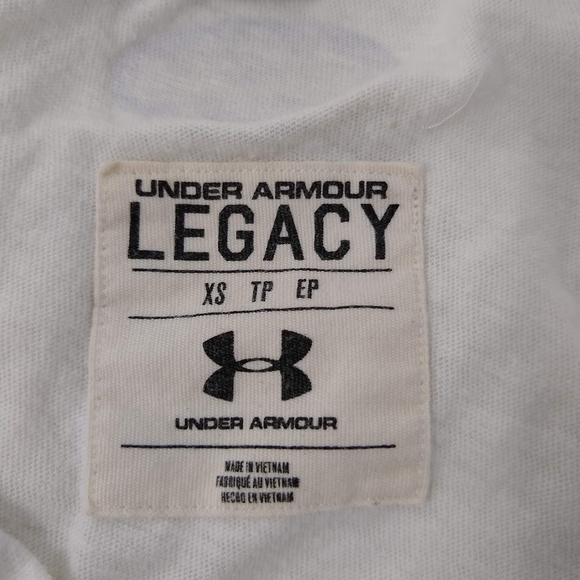 UNDER ARMOUR
LEGACY
XS TP EP
UNDER ARMOUR
MADE IN VIETNAM
FABRIQUÉ AU VIETNAM
HECHO EN VIETNAM